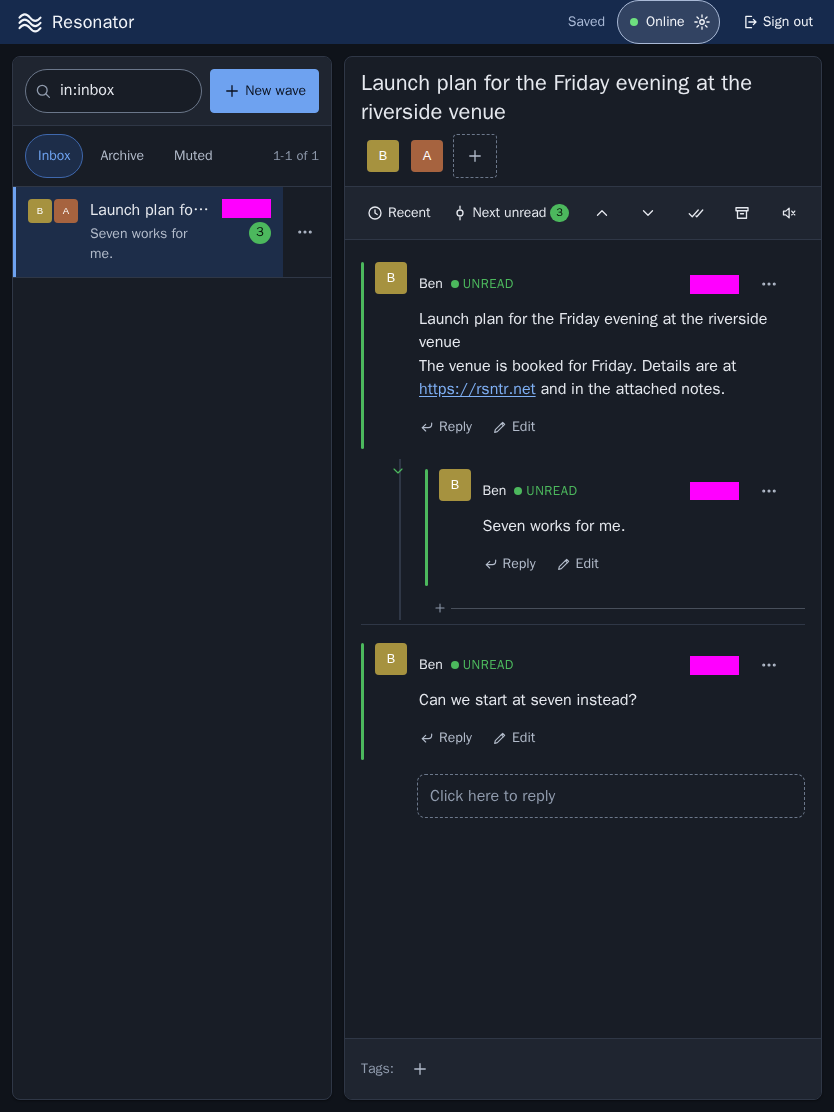 Resonator
Saved
Online
Sign out
in:inbox
New wave
Inbox
Archive
Muted
1-1 of 1
B
A
Launch plan fo···
Seven works for
me.
3
Launch plan for the Friday evening at the
riverside venue
B
A
Recent
Next unread 3
B
Ben UNREAD
Launch plan for the Friday evening at the riverside
venue
The venue is booked for Friday. Details are at
https://rsntr.net and in the attached notes.
Reply Edit
B
Ben UNREAD
Seven works for me.
Reply Edit
B
Ben UNREAD
Can we start at seven instead?
Reply Edit
Click here to reply
Tags: